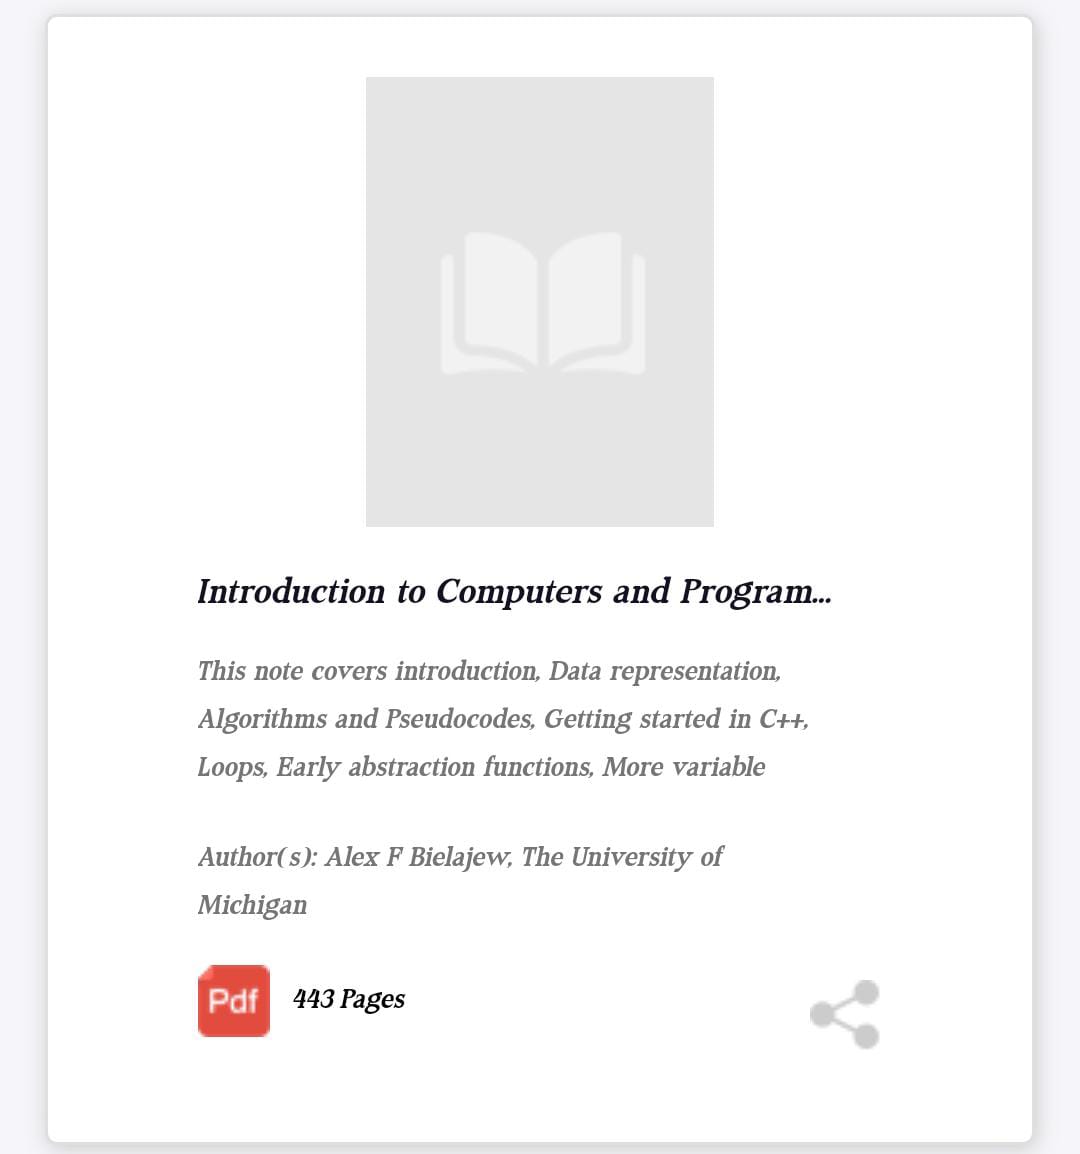 Introduction to Computers and Program...
This note covers introduction, Data representation,
Algorithms and Pseudocodes, Getting started in C++,
Loops, Early abstraction functions, More variable
Author(s): Alex F Bielajew, The University of
Michigan
Pdf 443 Pages